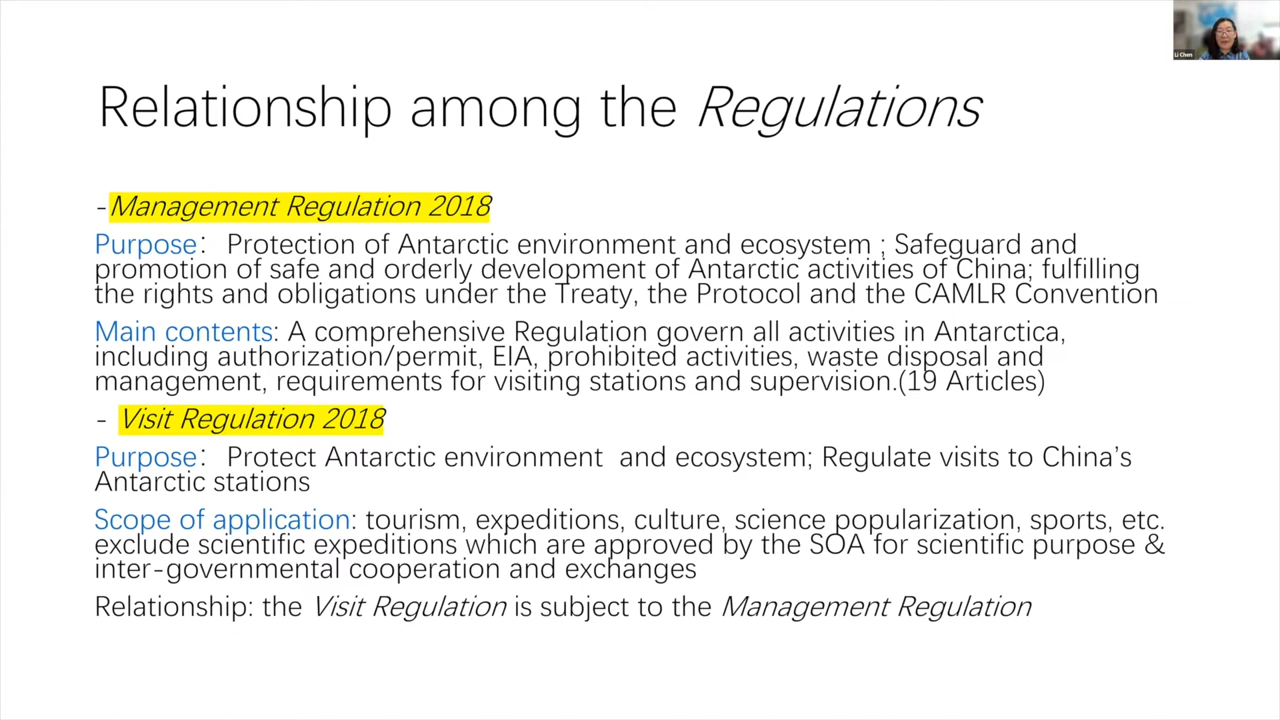 Li Chen
Relationship among the Regulations
-Management Regulation 2018
Purpose： Protection of Antarctic environment and ecosystem ; Safeguard and
promotion of safe and orderly development of Antarctic activities of China; fulfilling
the rights and obligations under the Treaty, the Protocol and the CAMLR Convention
Main contents: A comprehensive Regulation govern all activities in Antarctica,
including authorization/permit, EIA, prohibited activities, waste disposal and
management, requirements for visiting stations and supervision.(19 Articles)
- Visit Regulation 2018
Purpose： Protect Antarctic environment and ecosystem; Regulate visits to China’s
Antarctic stations
Scope of application: tourism, expeditions, culture, science popularization, sports, etc.
exclude scientific expeditions which are approved by the SOA for scientific purpose &
inter-governmental cooperation and exchanges
Relationship: the Visit Regulation is subject to the Management Regulation